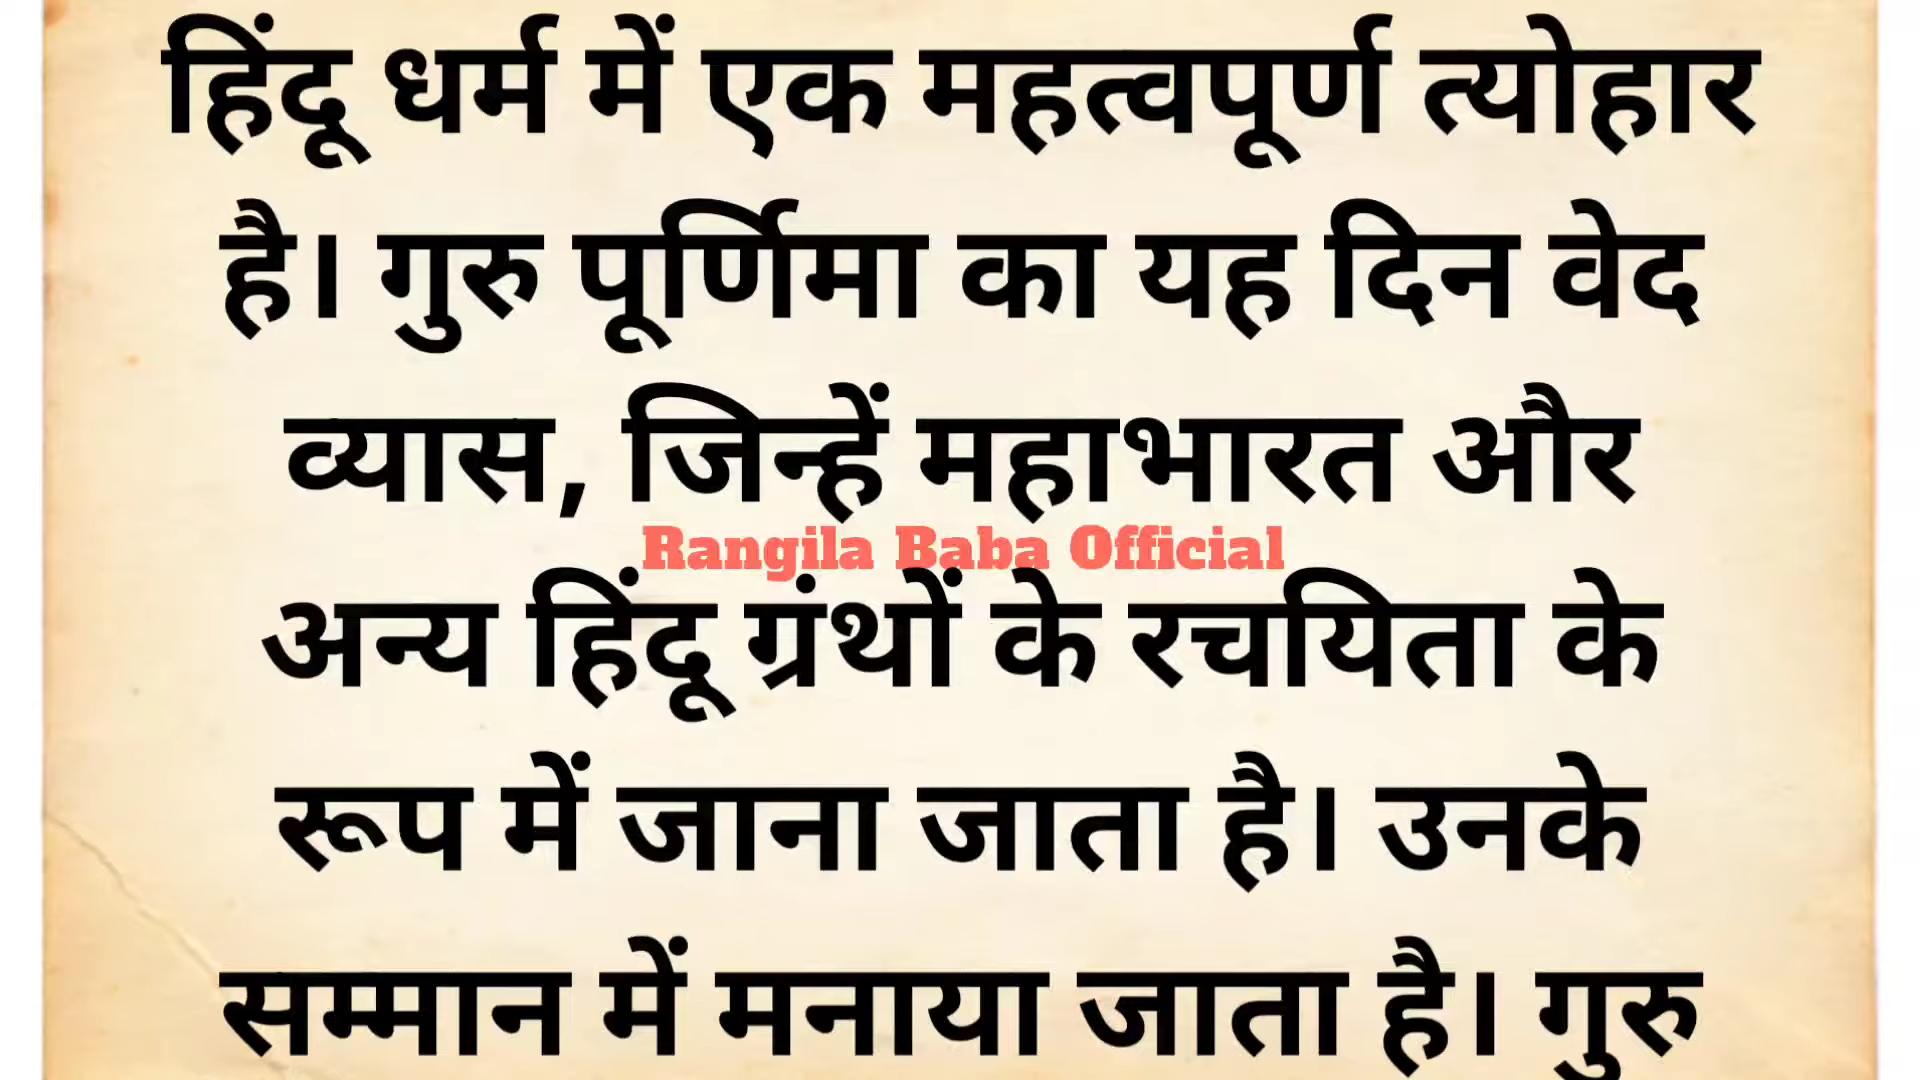 हिंदू धर्म में एक महत्वपूर्ण त्योहार
है। गुरु पूर्णिमा का यह दिन वेद
व्यास, जिन्हें महाभारत और
Rangila Baba Official
अन्य हिंदू ग्रंथों के रचयिता के
रूप में जाना जाता है। उनके
सम्मान में मनाया जाता है। गुरु